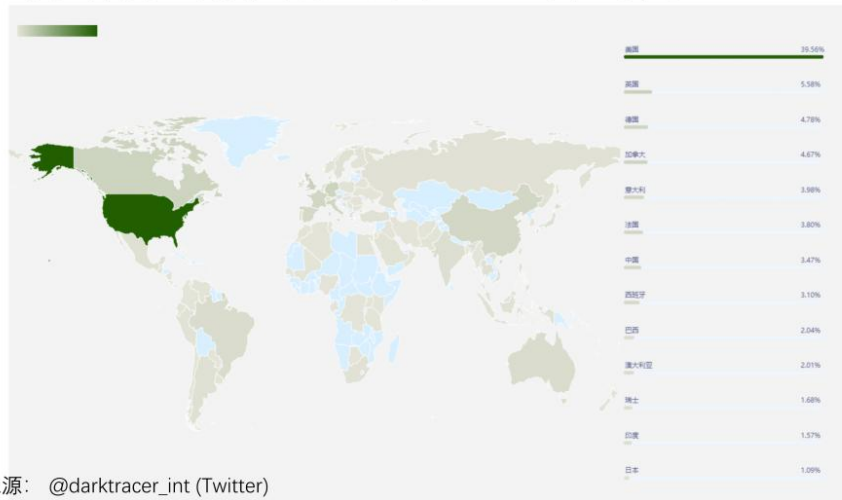 美国 39.56%
英国 5.58%
德国 4.78%
加拿大 4.67%
意大利 3.98%
法国 3.80%
中国 3.47%
西班牙 3.10%
巴西 2.04%
澳大利亚 2.01%
瑞士 1.68%
印度 1.57%
日本 1.09%
源： @darktracer_int (Twitter)